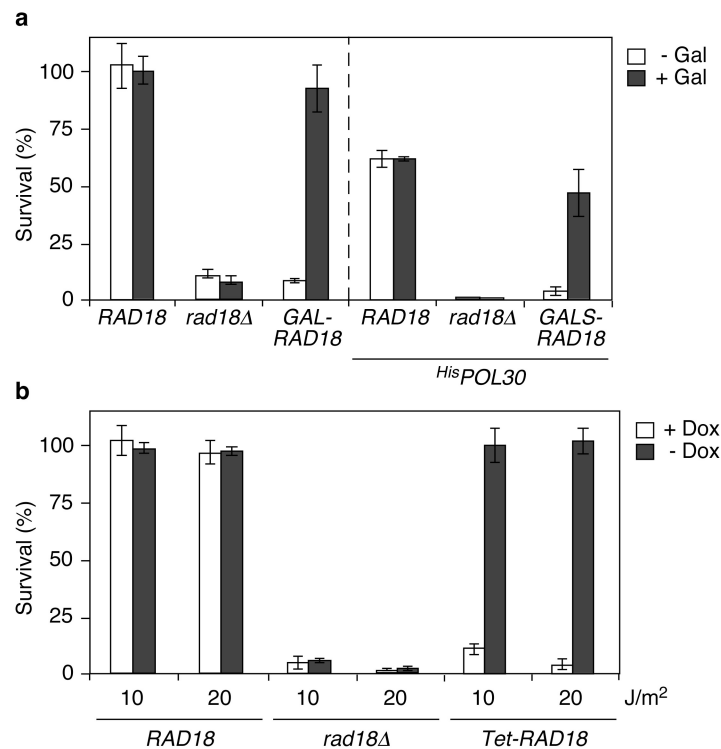 a
- Gal
+ Gal
Survival (%)
100
75
50
25
0
RAD18 rad18Δ GAL-RAD18 RAD18 rad18Δ GALS-RAD18
HisPOL30
b
+ Dox
- Dox
Survival (%)
100
75
50
25
0
10 20 10 20 10 20 J/m²
RAD18 rad18Δ Tet-RAD18